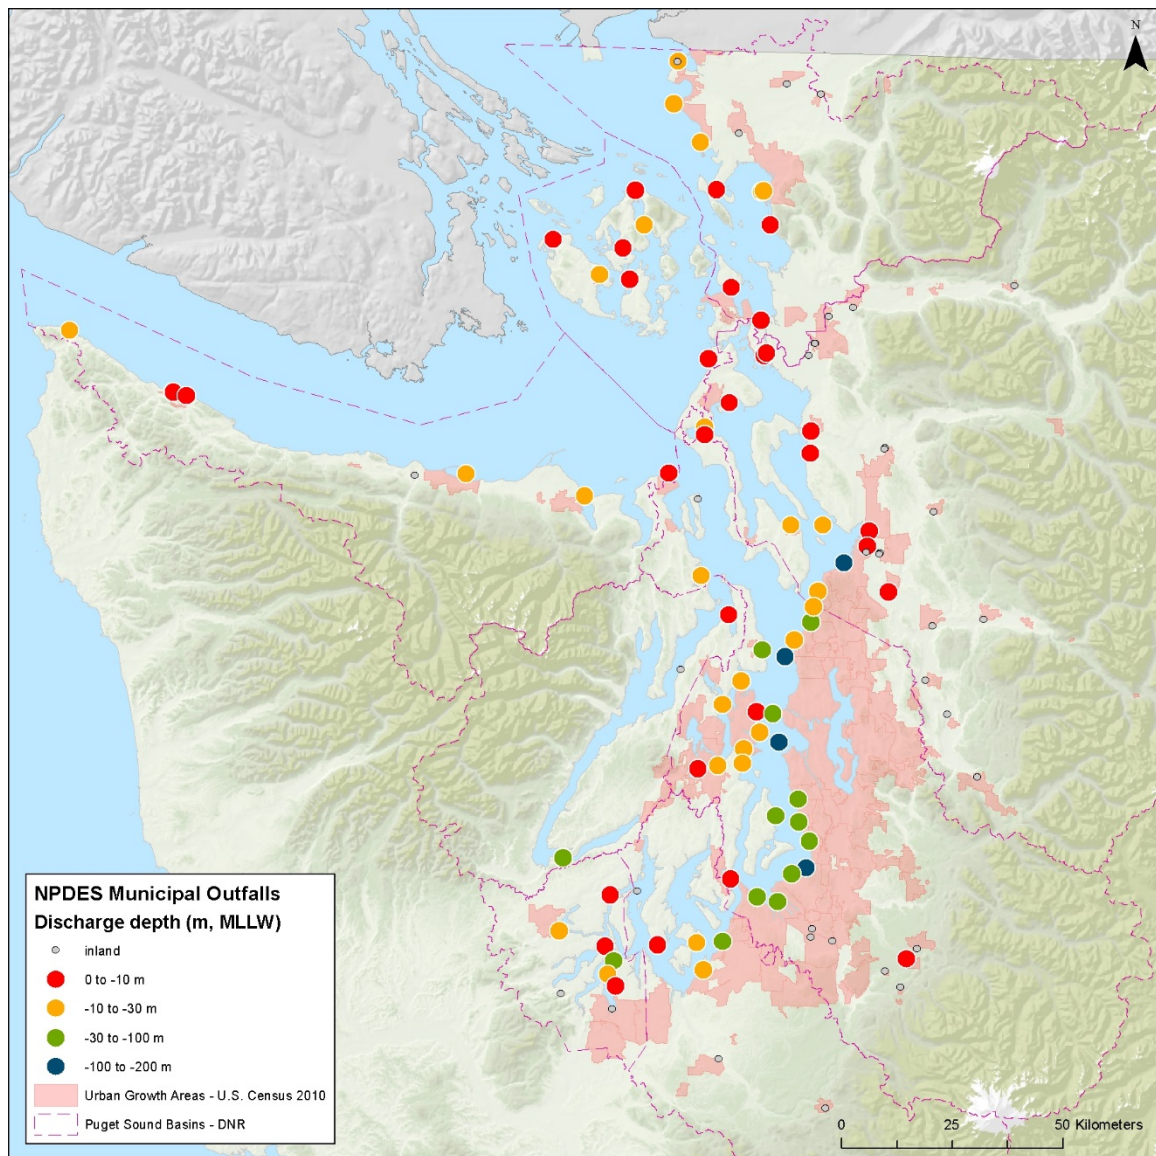 N
NPDES Municipal Outfalls
Discharge depth (m, MLLW)
inland
0 to -10 m
-10 to -30 m
-30 to -100 m
-100 to -200 m
Urban Growth Areas - U.S. Census 2010
Puget Sound Basins - DNR
0 25 50 Kilometers